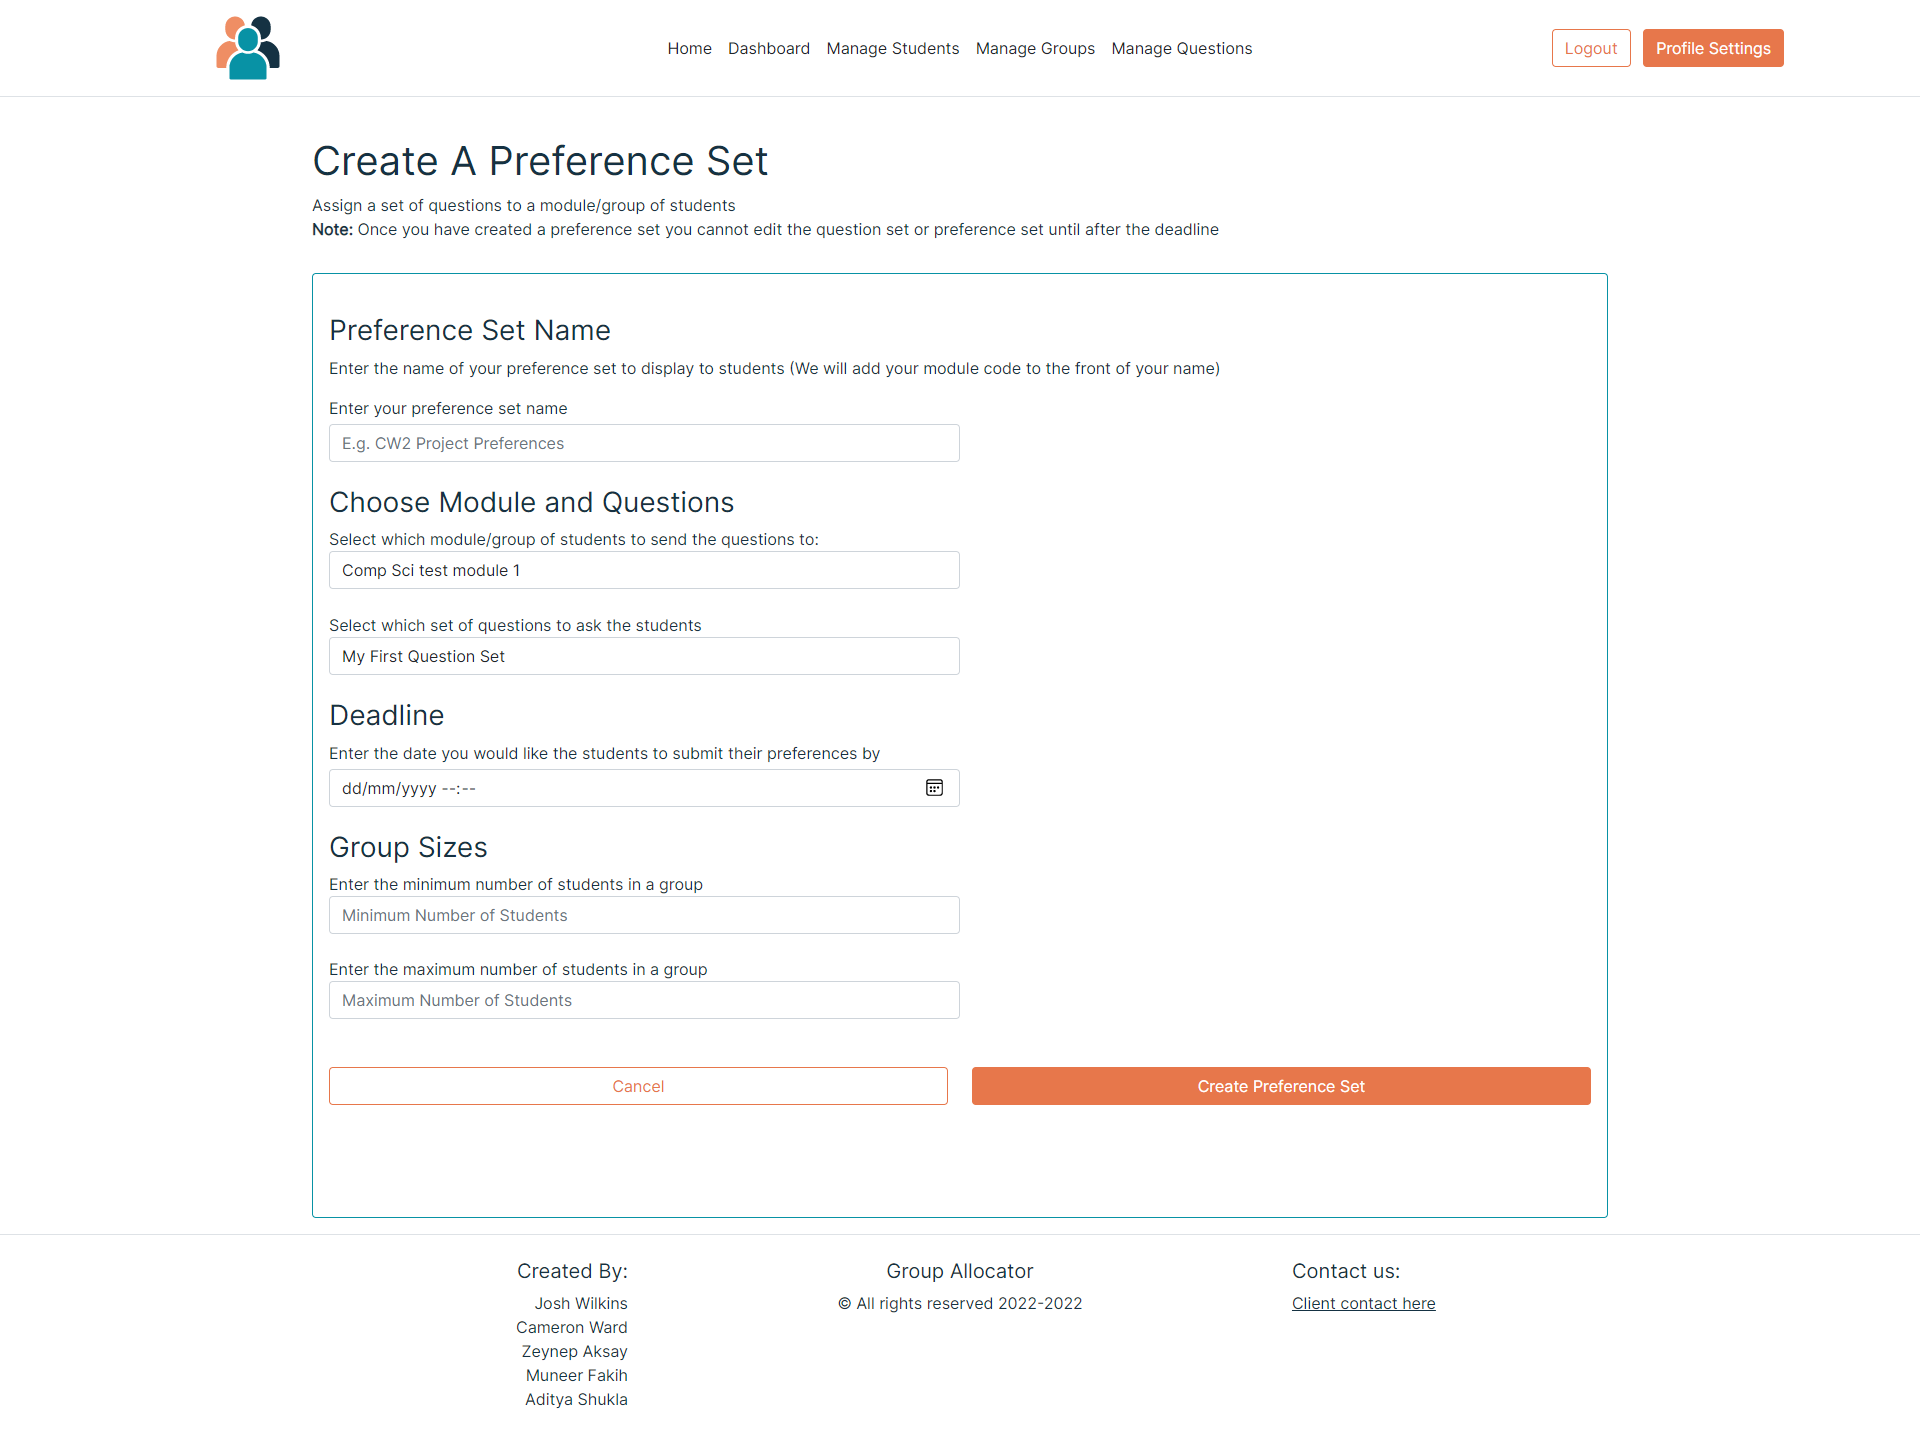 Home Dashboard Manage Students Manage Groups Manage Questions Logout Profile Settings
Create A Preference Set
Assign a set of questions to a module/group of students
Note: Once you have created a preference set you cannot edit the question set or preference set until after the deadline
Preference Set Name
Enter the name of your preference set to display to students (We will add your module code to the front of your name)
Enter your preference set name
E.g. CW2 Project Preferences
Choose Module and Questions
Select which module/group of students to send the questions to:
Comp Sci test module 1
Select which set of questions to ask the students
My First Question Set
Deadline
Enter the date you would like the students to submit their preferences by
dd/mm/yyyy --:--
Group Sizes
Enter the minimum number of students in a group
Minimum Number of Students
Enter the maximum number of students in a group
Maximum Number of Students
Cancel Create Preference Set
Created By:
Josh Wilkins
Cameron Ward
Zeynep Aksay
Muneer Fakih
Aditya Shukla
Group Allocator
© All rights reserved 2022-2022
Contact us:
Client contact here